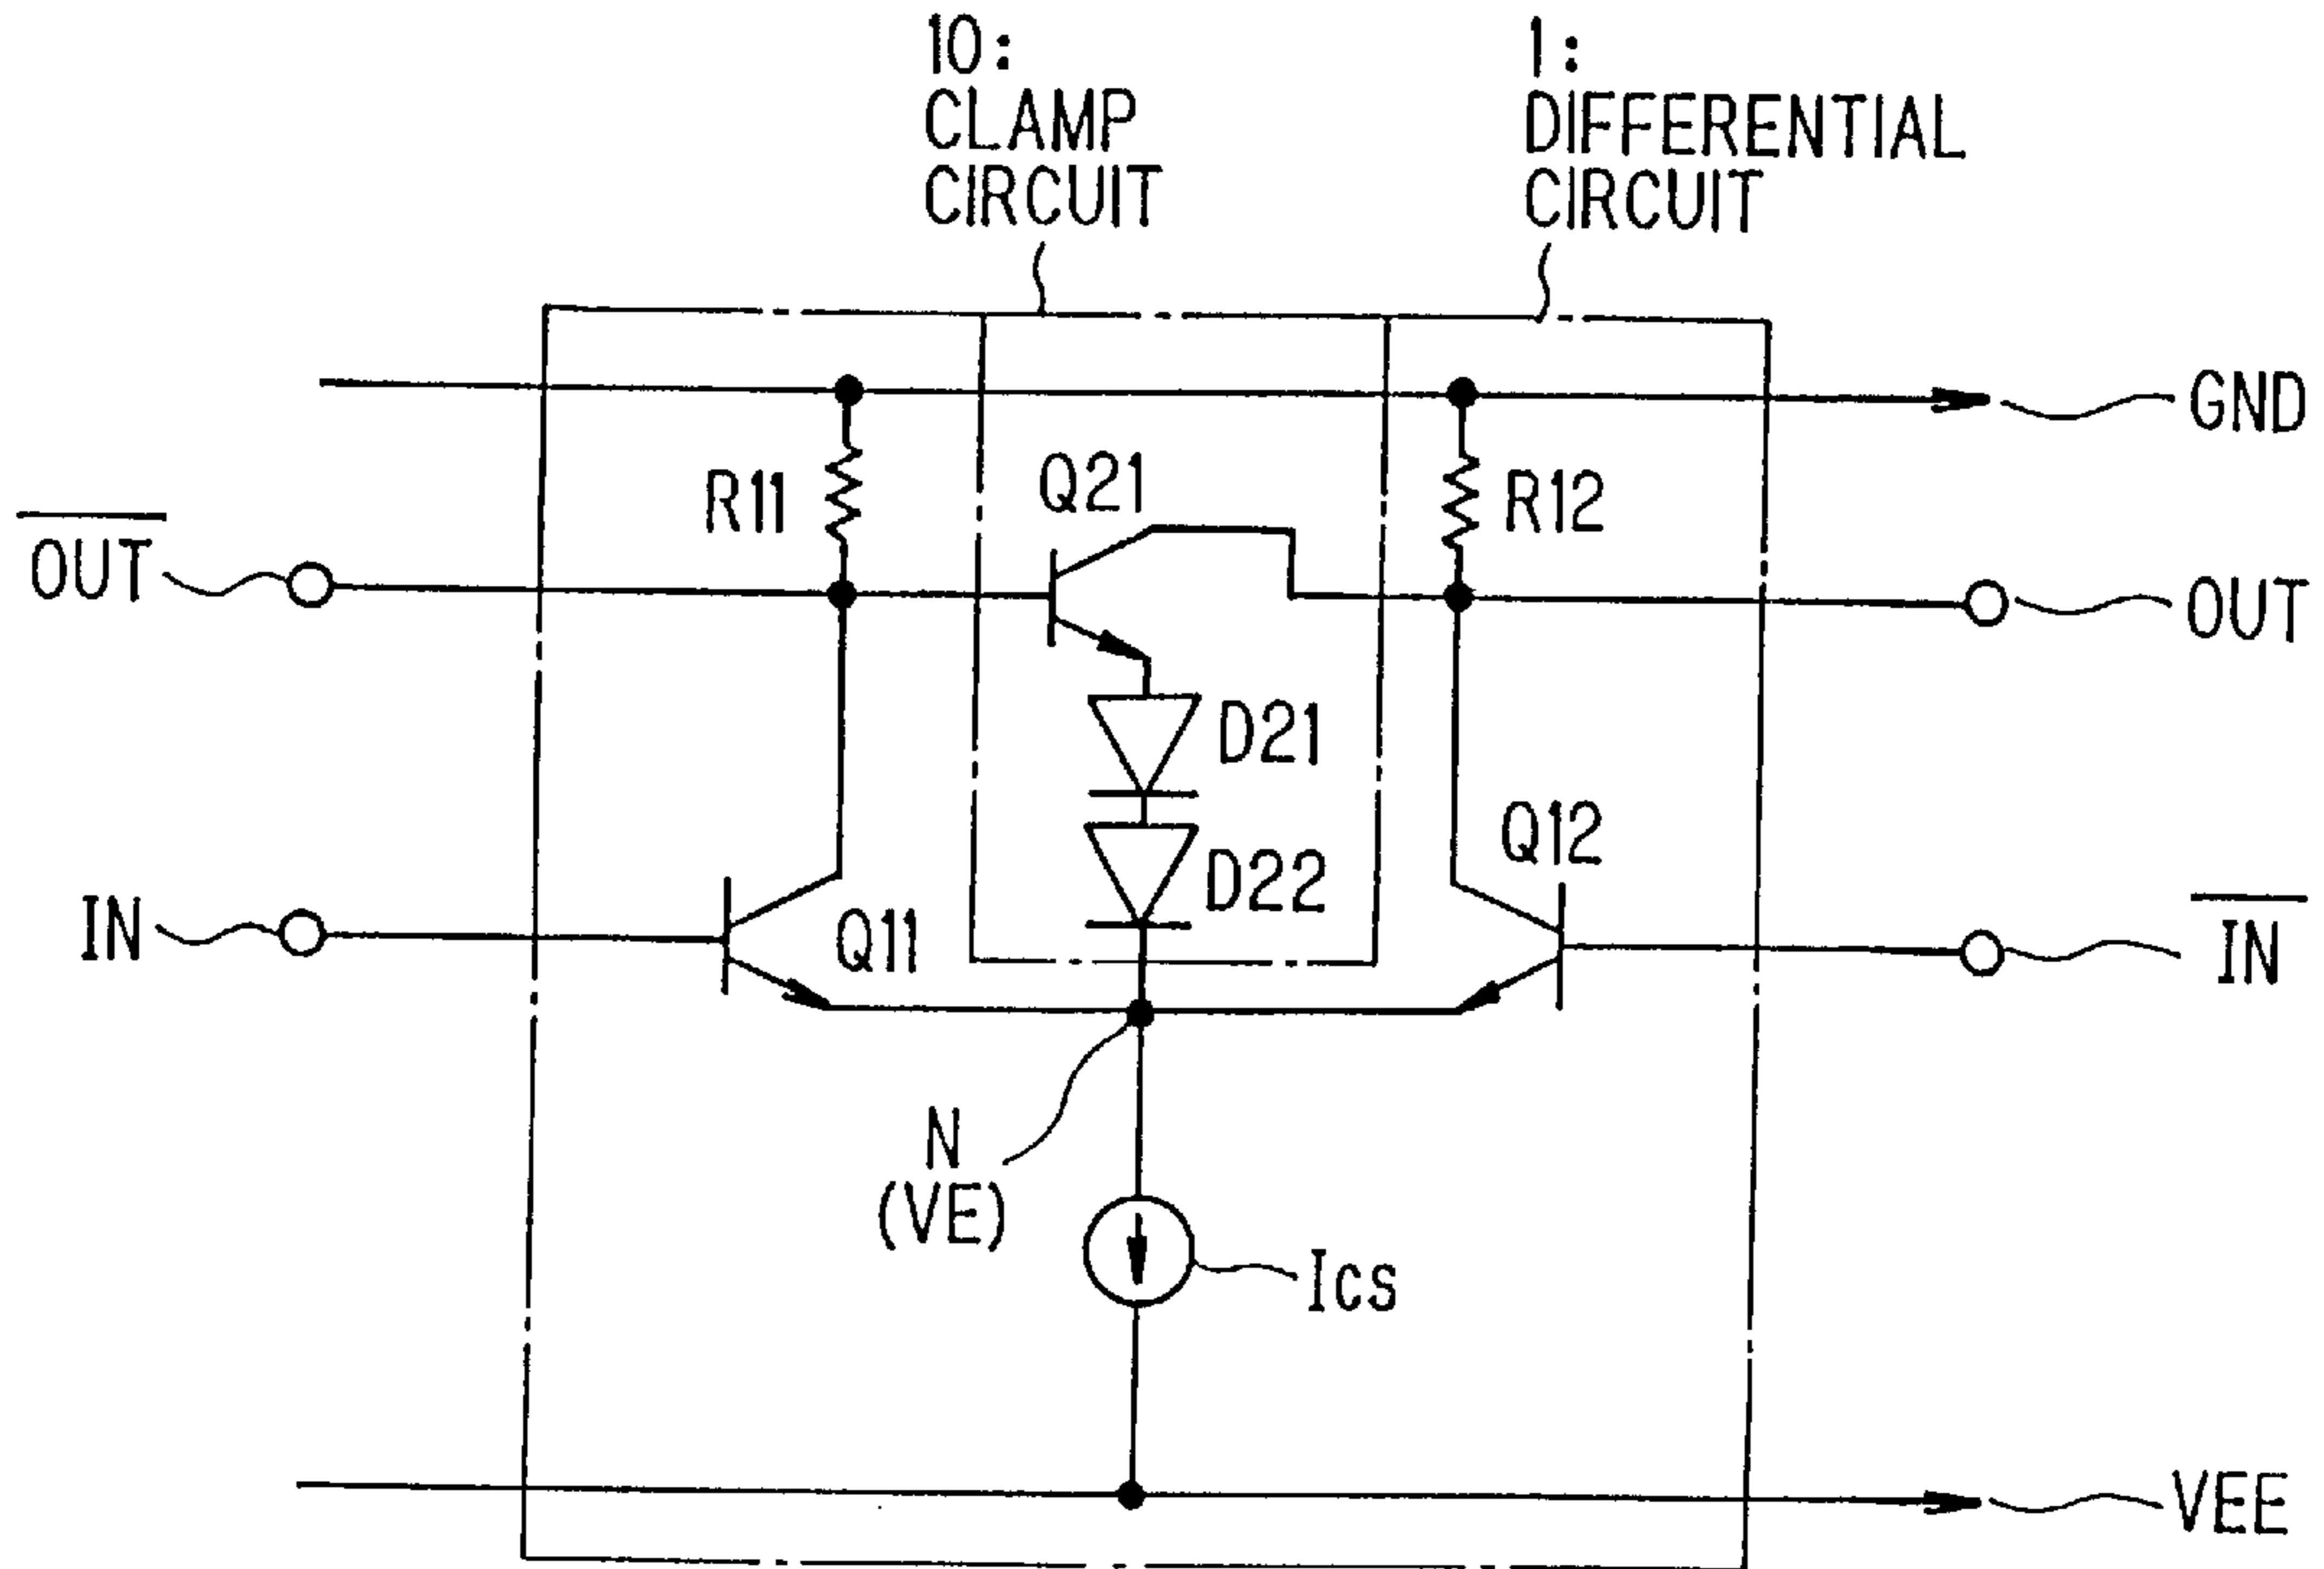 10:
CLAMP
CIRCUIT
1:
DIFFERENTIAL
CIRCUIT
GND
R11
Q21
R12
OUT
OUT
D21
D22
Q12
IN
Q11
IN
N
(VE)
ICS
VEE